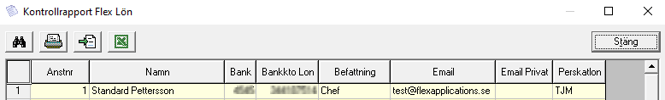 Kontrollrapport Flex Lön
Stäng
Anstnr Namn Bank Bankkto Lon Befattning Email Email Privat Perskatlon
1 1 Standard Pettersson Chef test@flexapplications.se TJM